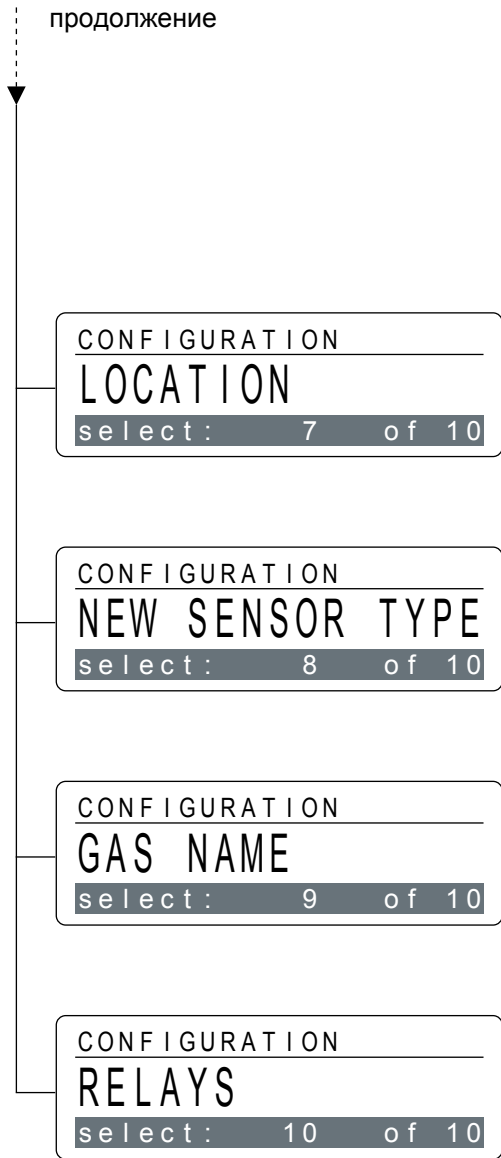 продолжение
CONFIGURATION
LOCATION
select: 7 of 10
CONFIGURATION
NEW SENSOR TYPE
select: 8 of 10
CONFIGURATION
GAS NAME
select: 9 of 10
CONFIGURATION
RELAYS
select: 10 of 10